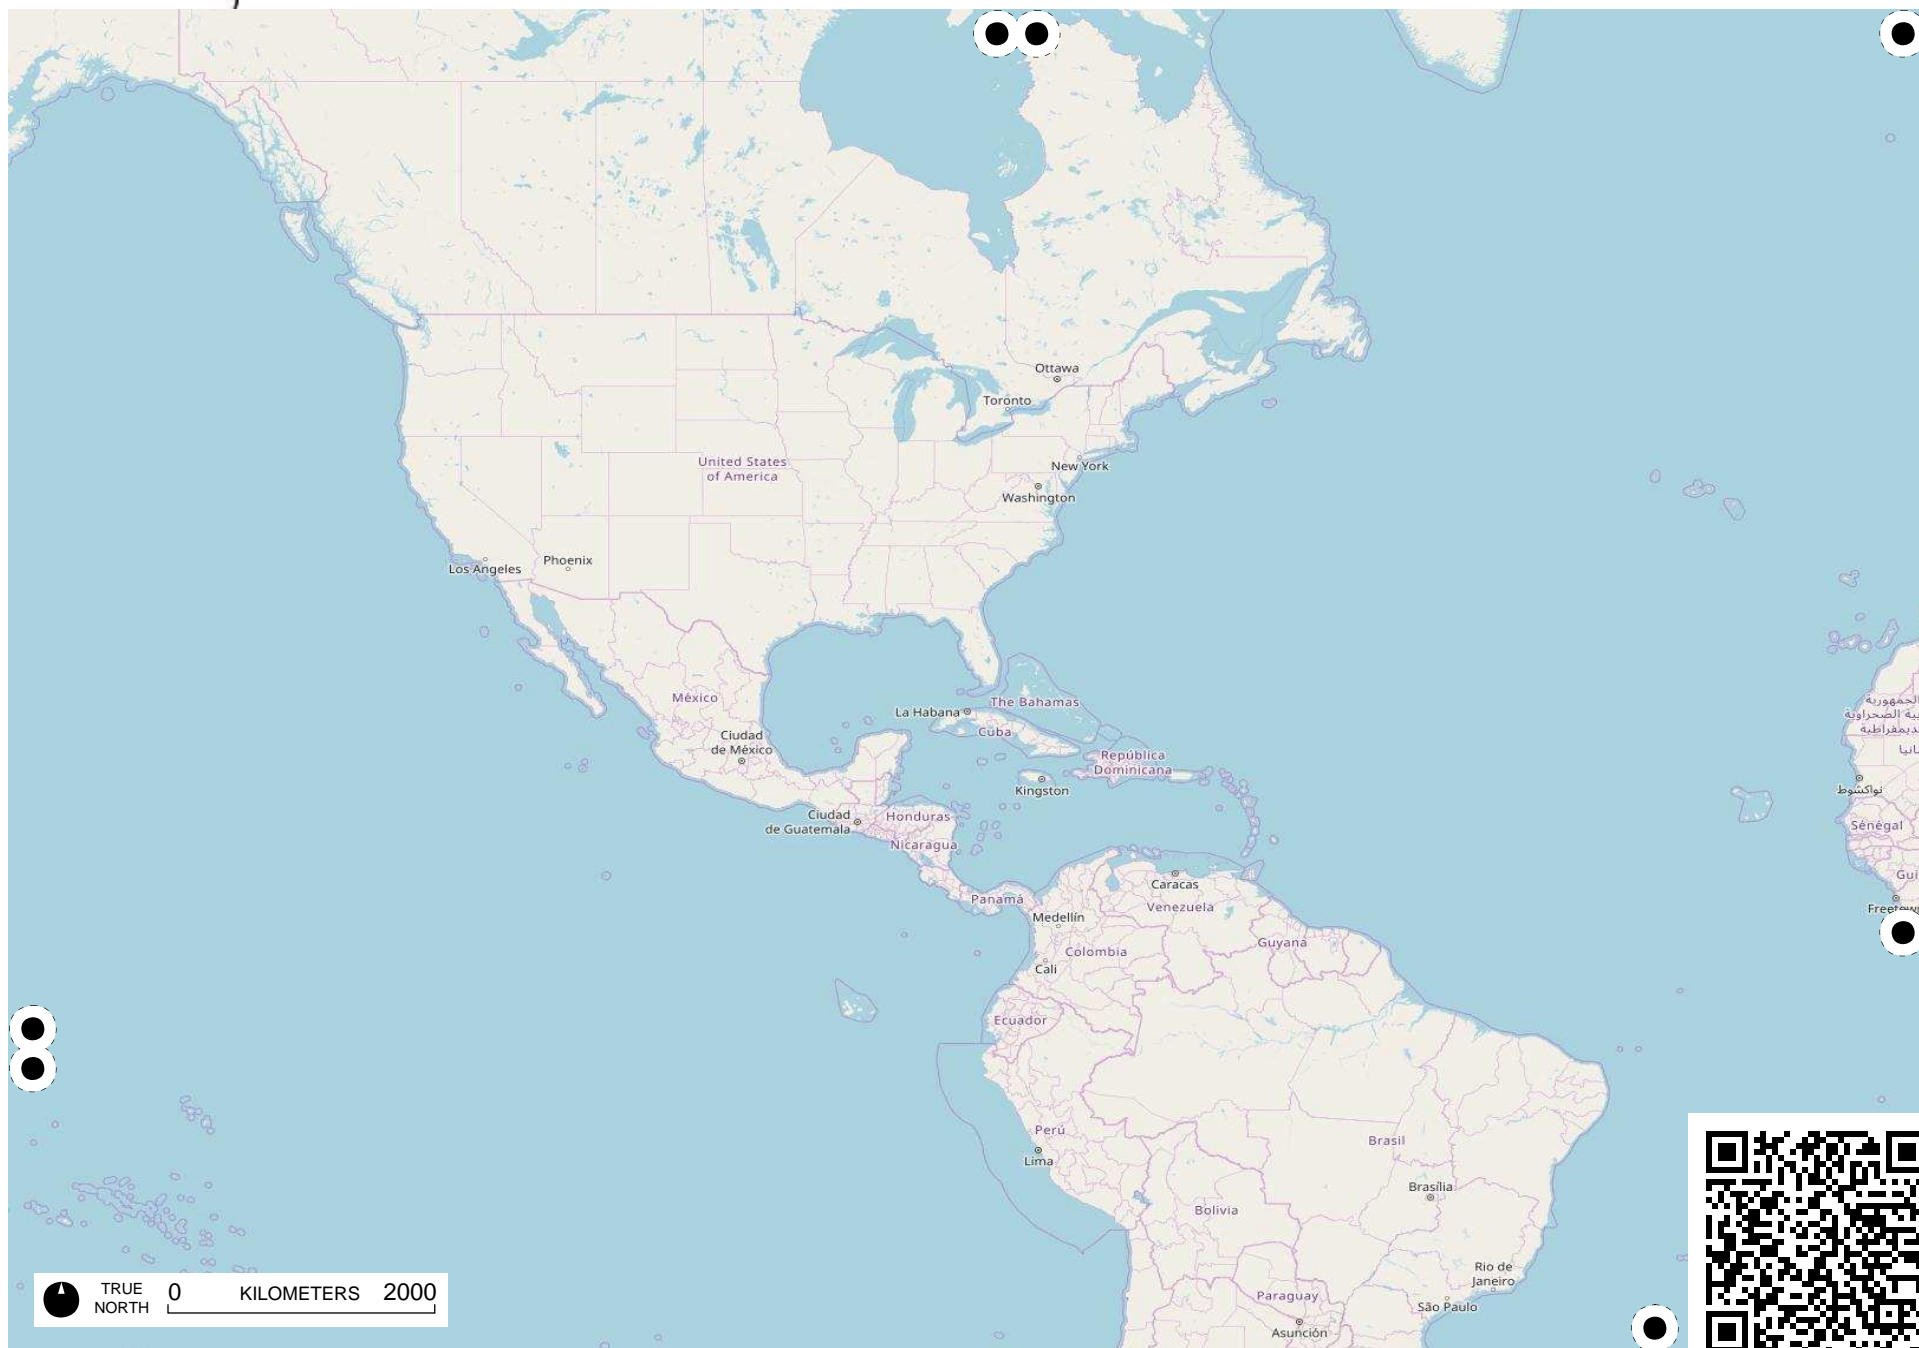 Ottawa
Toronto
United States
of America
New York
Washington
Phoenix
Los Angeles
México
La Habana
The Bahamas
Cuba
Ciudad
de México
República
Dominicana
Kingston
Ciudad
de Guatemala
Honduras
Nicaragua
نواكشوط
Sénégal
Panamá
Caracas
Venezuela
Medellín
Colombia
Guyana
Cali
Ecuador
Perú
Lima
Brasil
Brasília
Bolivia
Rio de
Janeiro
Paraguay
São Paulo
Asunción
TRUE
NORTH
0 KILOMETERS 2000